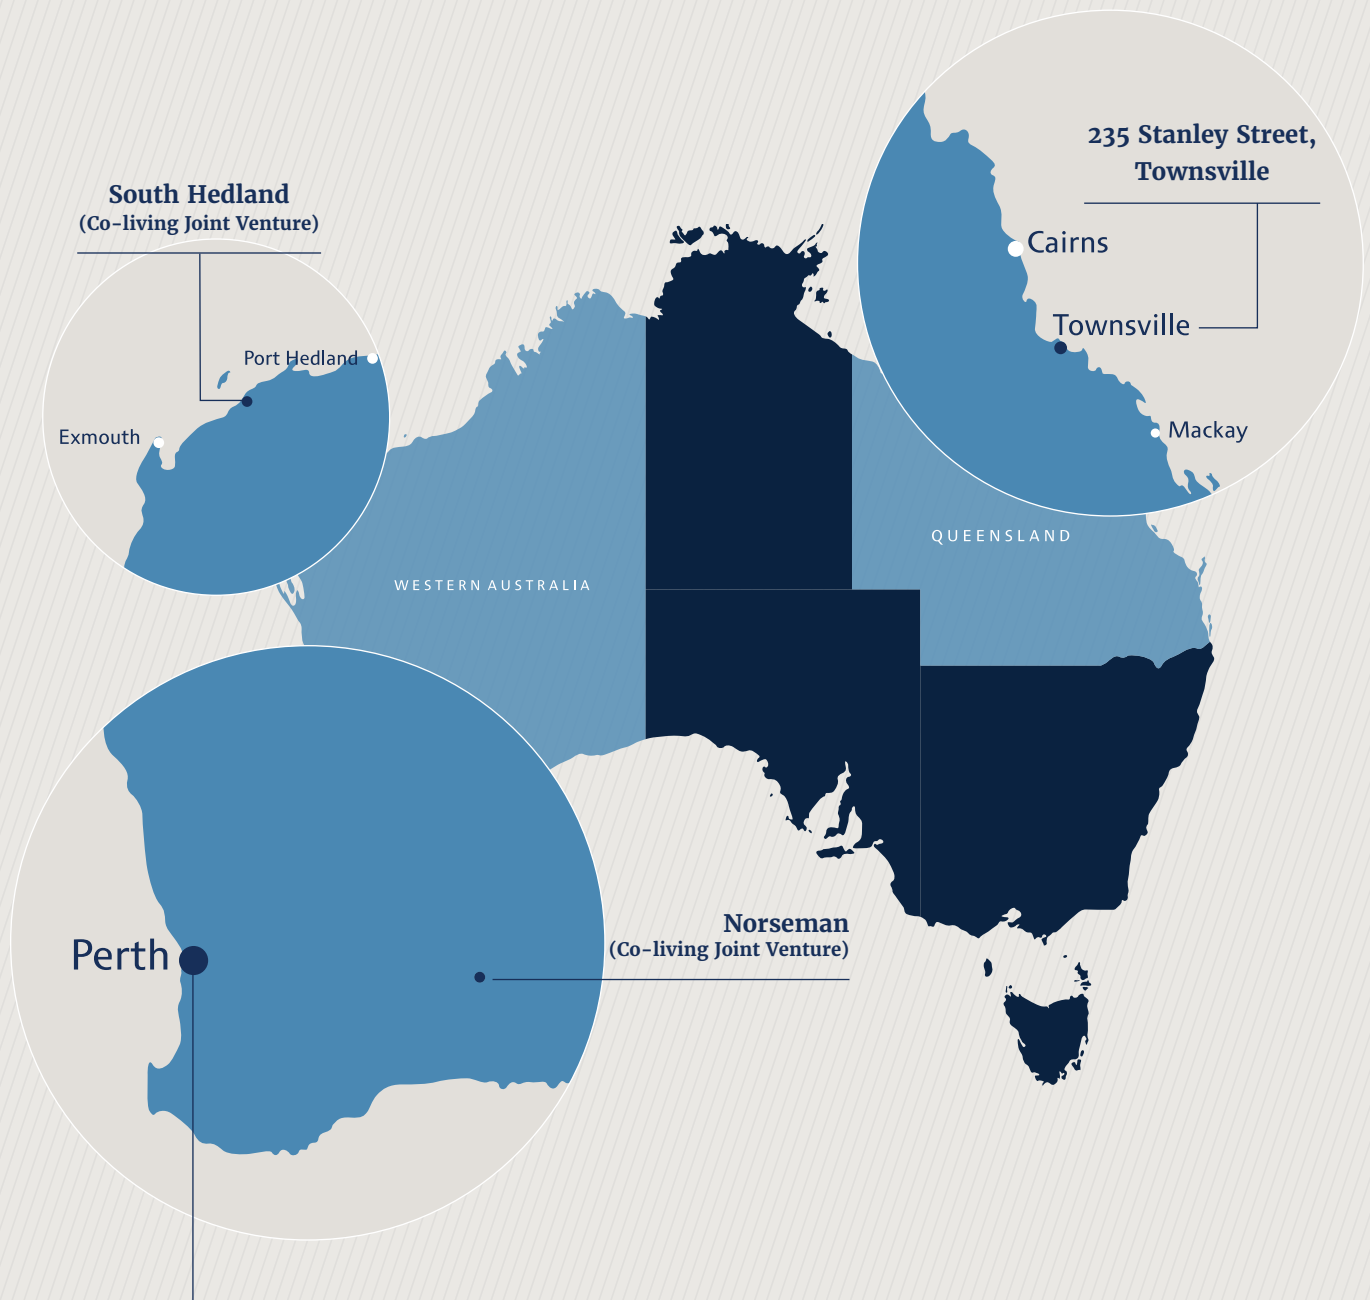 235 Stanley Street,
Townsville
South Hedland
(Co-living Joint Venture)
Cairns
Townsville
Port Hedland
Exmouth
Mackay
QUEENSLAND
WESTERN AUSTRALIA
Norseman
(Co-living Joint Venture)
Perth